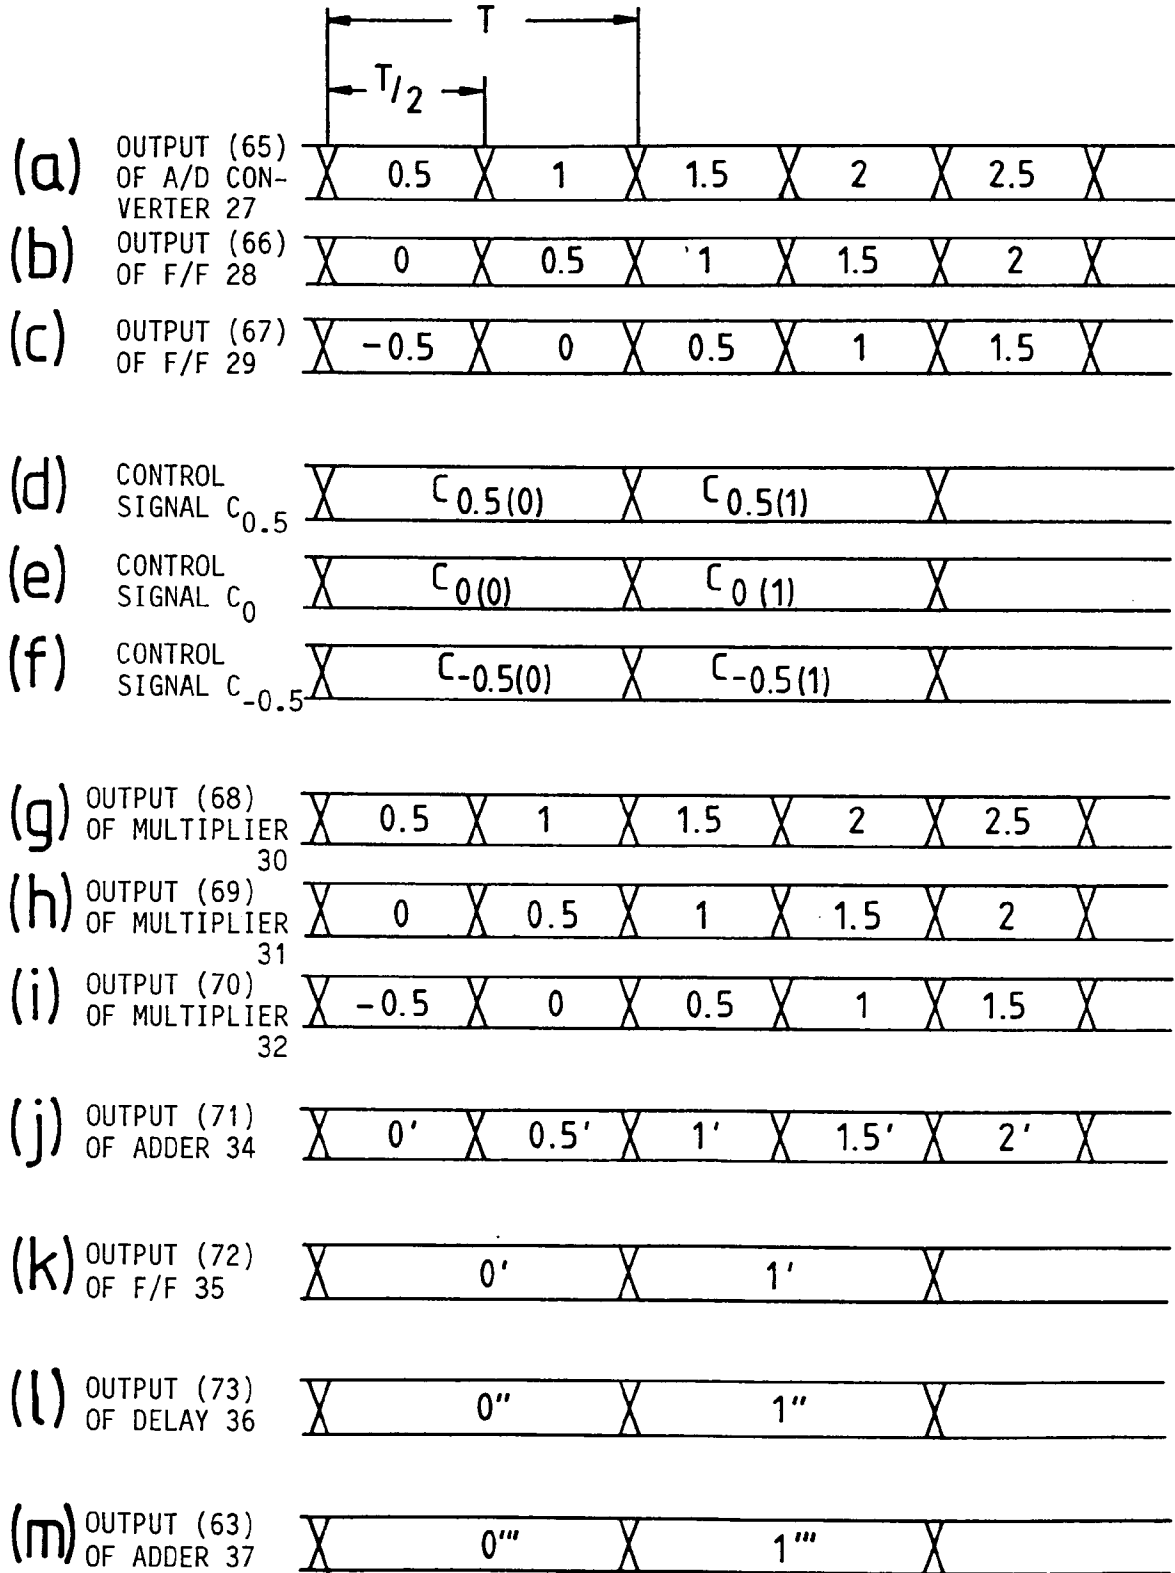 T
T/2
(a) OUTPUT (65) OF A/D CON- VERTER 27 0.5 1 1.5 2 2.5
(b) OUTPUT (66) OF F/F 28 0 0.5 1 1.5 2
(c) OUTPUT (67) OF F/F 29 -0.5 0 0.5 1 1.5
(d) CONTROL SIGNAL C0.5 C0.5(0) C0.5(1)
(e) CONTROL SIGNAL C0 C0(0) C0(1)
(f) CONTROL SIGNAL C-0.5 C-0.5(0) C-0.5(1)
(g) OUTPUT (68) OF MULTIPLIER 30 0.5 1 1.5 2 2.5
(h) OUTPUT (69) OF MULTIPLIER 31 0 0.5 1 1.5 2
(i) OUTPUT (70) OF MULTIPLIER 32 -0.5 0 0.5 1 1.5
(j) OUTPUT (71) OF ADDER 34 0' 0.5' 1' 1.5' 2'
(k) OUTPUT (72) OF F/F 35 0' 1'
(l) OUTPUT (73) OF DELAY 36 0" 1"
(m) OUTPUT (63) OF ADDER 37 0"' 1"'